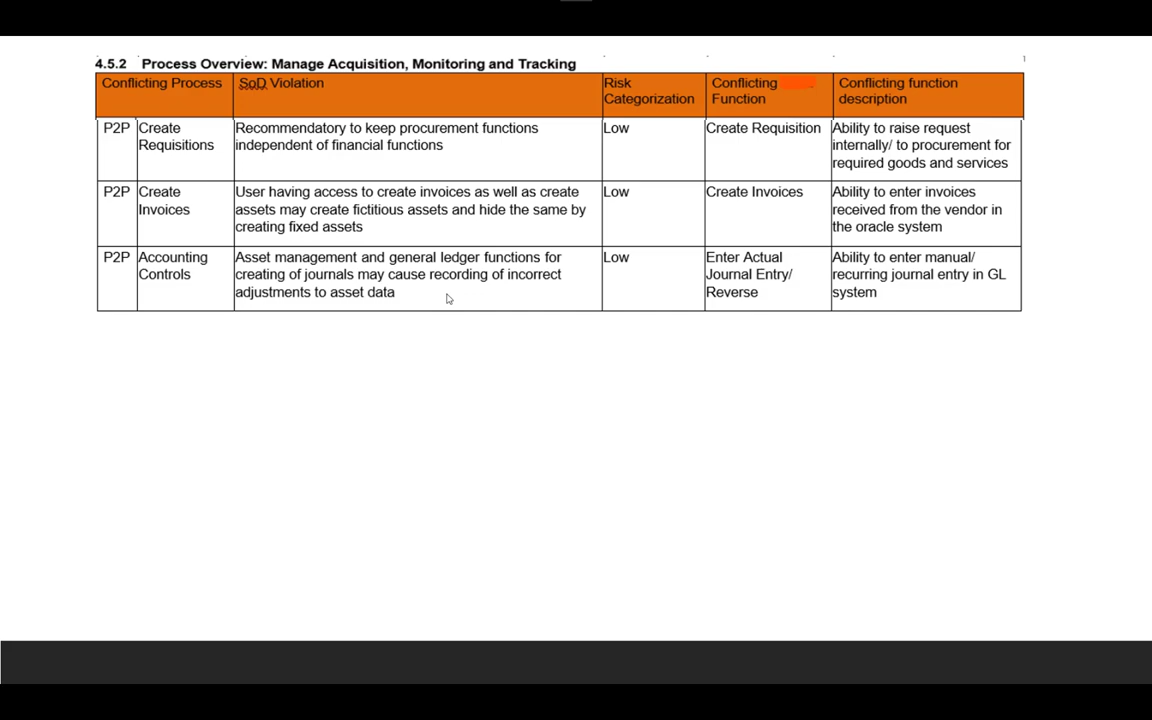 4.5.2 Process Overview: Manage Acquisition, Monitoring and Tracking
Conflicting Process
SoD Violation
Risk
Categorization
Conflicting
Function
Conflicting function
description
P2P
Create
Requisitions
Recommendatory to keep procurement functions
independent of financial functions
Low
Create Requisition
Ability to raise request
internally/ to procurement for
required goods and services
P2P
Create
Invoices
User having access to create invoices as well as create
assets may create fictitious assets and hide the same by
creating fixed assets
Low
Create Invoices
Ability to enter invoices
received from the vendor in
the oracle system
P2P
Accounting
Controls
Asset management and general ledger functions for
creating of journals may cause recording of incorrect
adjustments to asset data
Low
Enter Actual
Journal Entry/
Reverse
Ability to enter manual/
recurring journal entry in GL
system